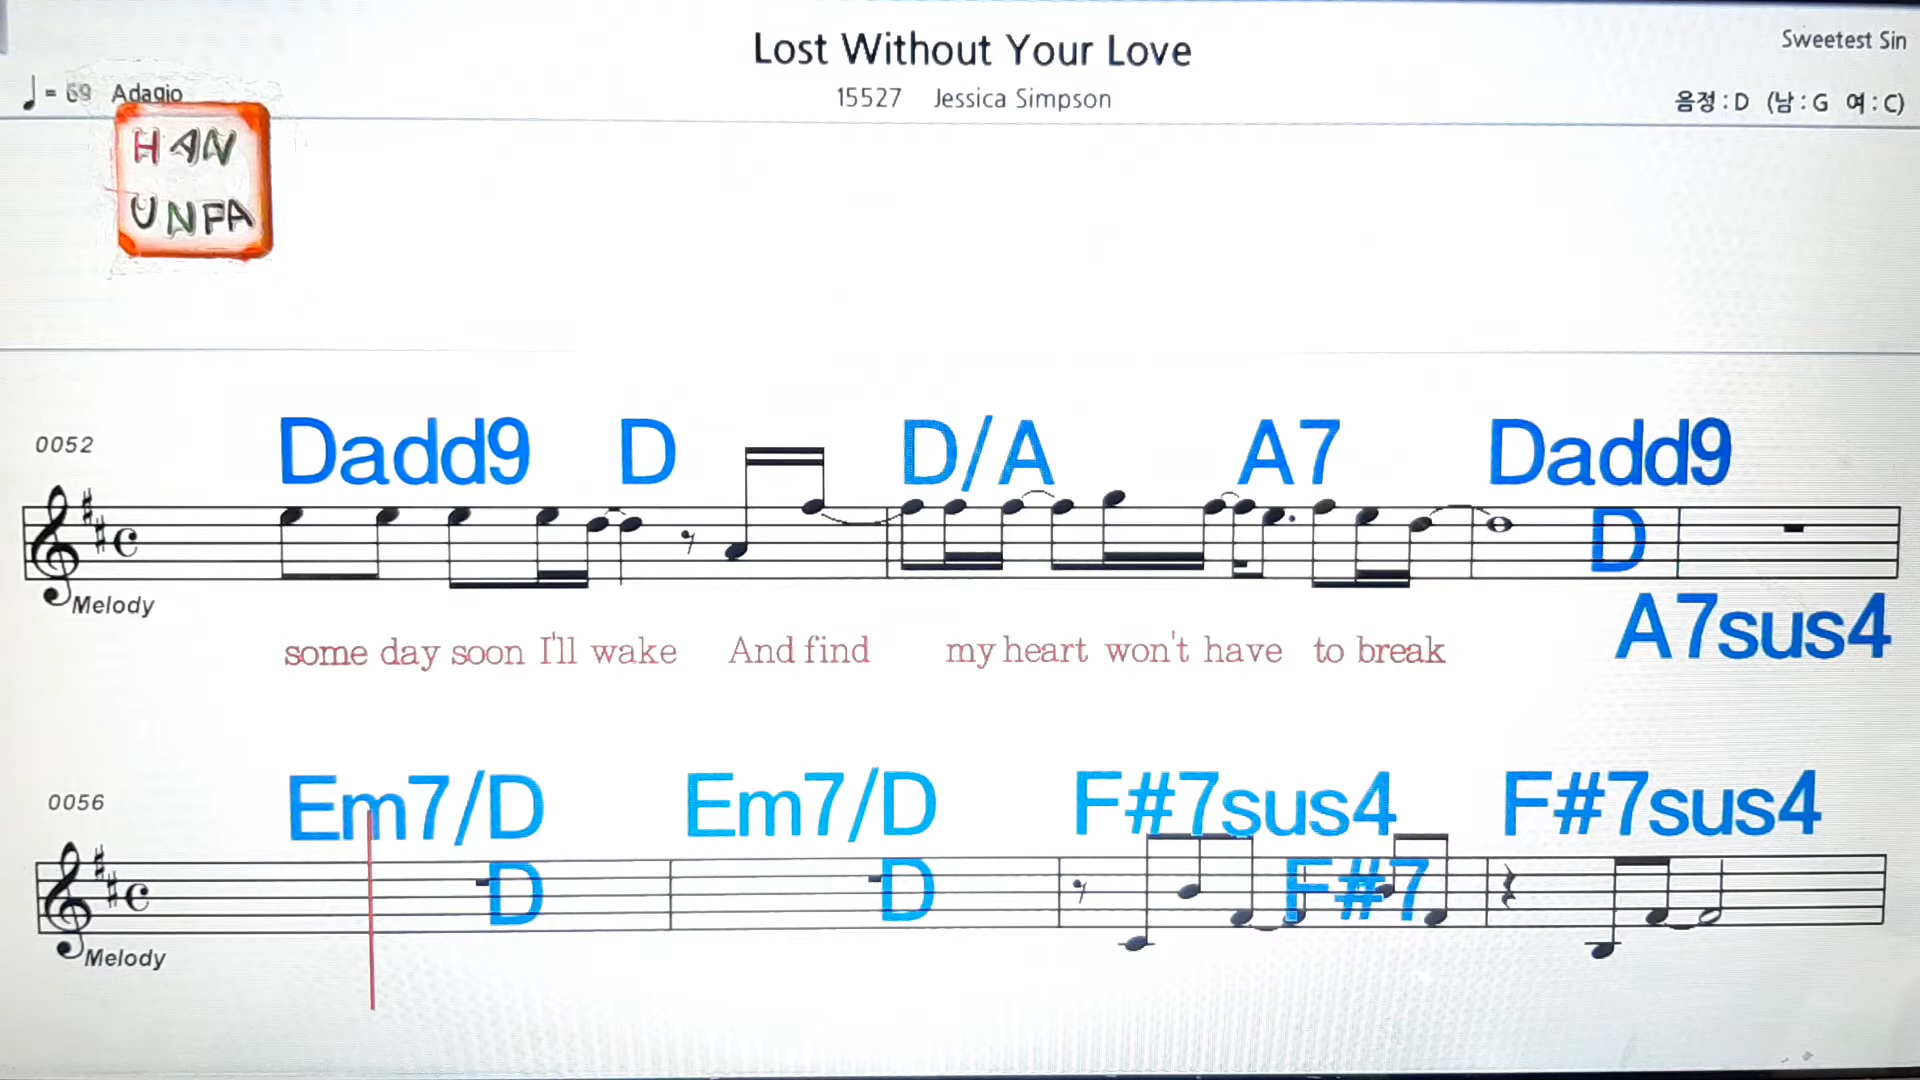 Lost Without Your Love
Sweetest Sin
♩ = 69 Adagio
15527 Jessica Simpson
음정 : D (남 : G 여 : C)
HAN
UNPA
0052
Dadd9 D D/A A7 Dadd9
D
A7sus4
Melody
some day soon I'll wake And find my heart won't have to break
0056
Em7/D Em7/D F#7sus4 F#7sus4
D D F#7
Melody